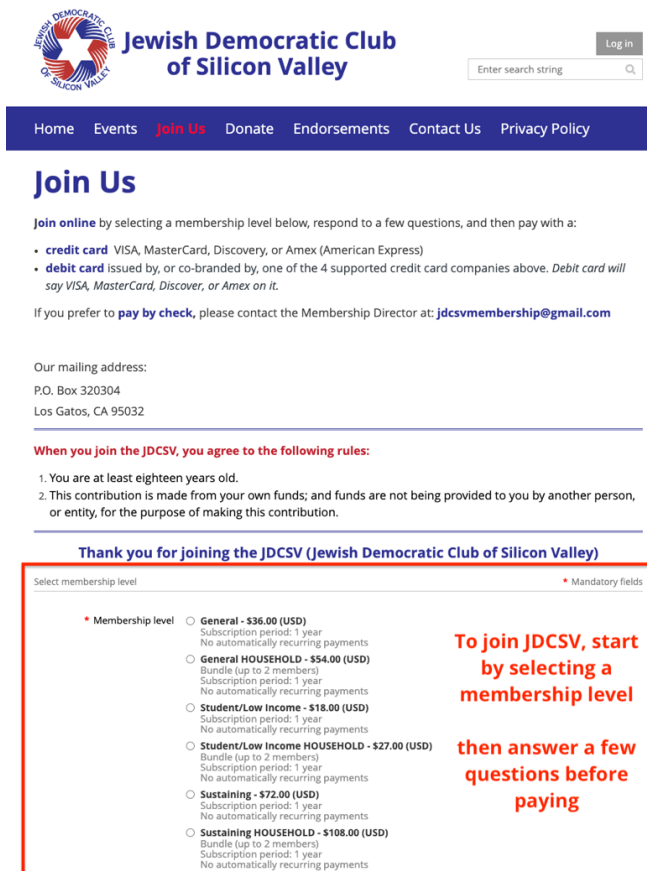 JEWISH DEMOCRATIC CLUB
OF SILICON VALLEY
Jewish Democratic Club
of Silicon Valley
Log in
Enter search string
Home Events Join Us Donate Endorsements Contact Us Privacy Policy
Join Us
Join online by selecting a membership level below, respond to a few questions, and then pay with a:
• credit card VISA, MasterCard, Discovery, or Amex (American Express)
• debit card issued by, or co-branded by, one of the 4 supported credit card companies above. Debit card will
say VISA, MasterCard, Discover, or Amex on it.
If you prefer to pay by check, please contact the Membership Director at: jdcsvmembership@gmail.com
Our mailing address:
P.O. Box 320304
Los Gatos, CA 95032
When you join the JDCSV, you agree to the following rules:
1. You are at least eighteen years old.
2. This contribution is made from your own funds; and funds are not being provided to you by another person,
or entity, for the purpose of making this contribution.
Thank you for joining the JDCSV (Jewish Democratic Club of Silicon Valley)
Select membership level
* Mandatory fields
* Membership level
General - $36.00 (USD)
Subscription period: 1 year
No automatically recurring payments
General HOUSEHOLD - $54.00 (USD)
Bundle (up to 2 members)
Subscription period: 1 year
No automatically recurring payments
Student/Low Income - $18.00 (USD)
Subscription period: 1 year
No automatically recurring payments
Student/Low Income HOUSEHOLD - $27.00 (USD)
Bundle (up to 2 members)
Subscription period: 1 year
No automatically recurring payments
Sustaining - $72.00 (USD)
Subscription period: 1 year
No automatically recurring payments
Sustaining HOUSEHOLD - $108.00 (USD)
Bundle (up to 2 members)
Subscription period: 1 year
No automatically recurring payments
To join JDCSV, start
by selecting a
membership level
then answer a few
questions before
paying